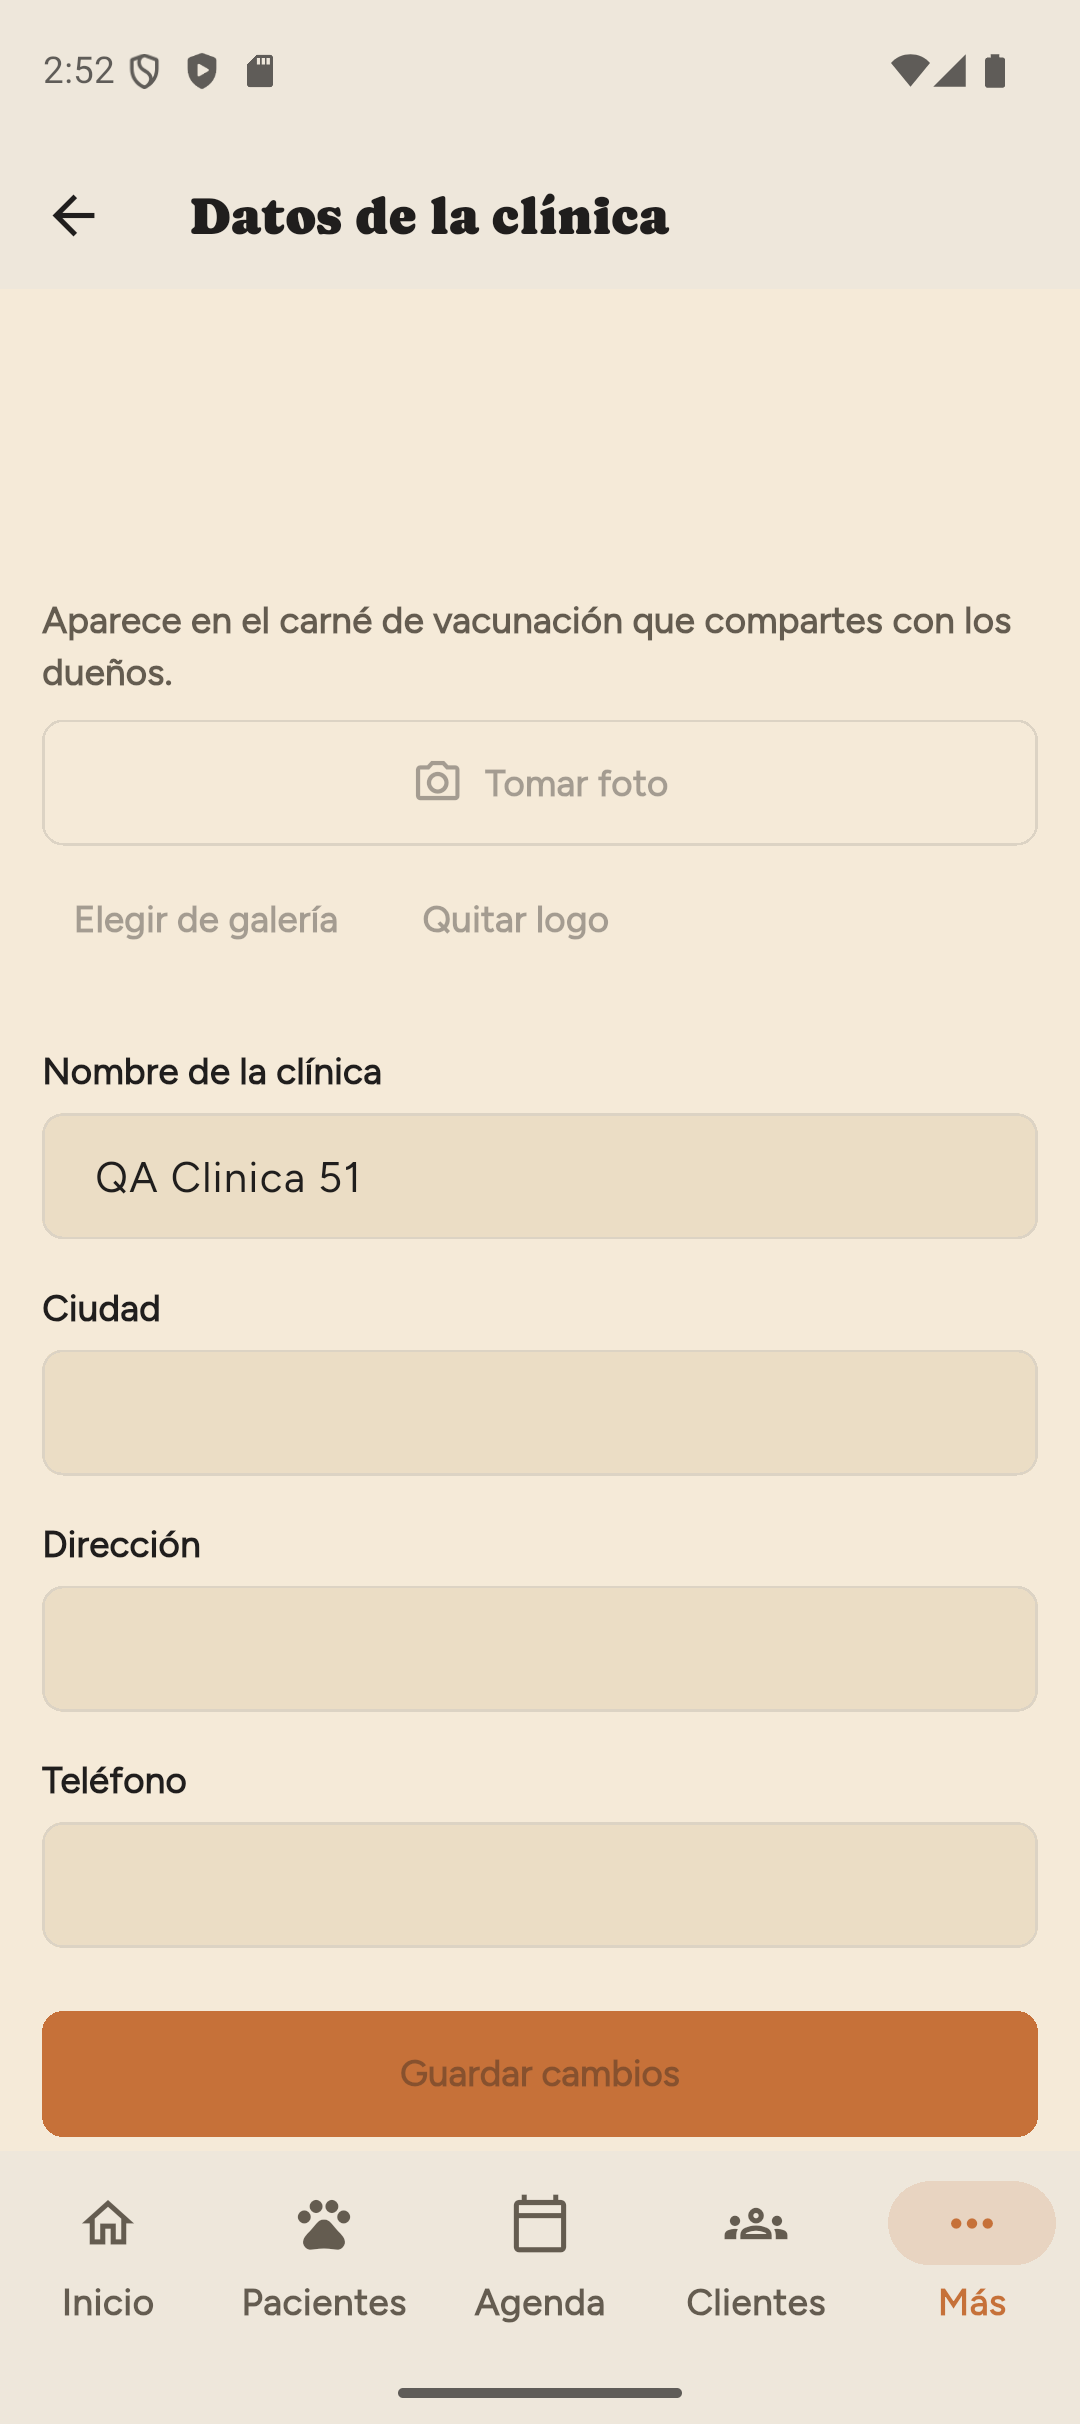 2:52
Datos de la clínica
Aparece en el carné de vacunación que compartes con los
dueños.
Tomar foto
Elegir de galería
Quitar logo
Nombre de la clínica
QA Clinica 51
Ciudad
Dirección
Teléfono
Guardar cambios
Inicio
Pacientes
Agenda
Clientes
Más